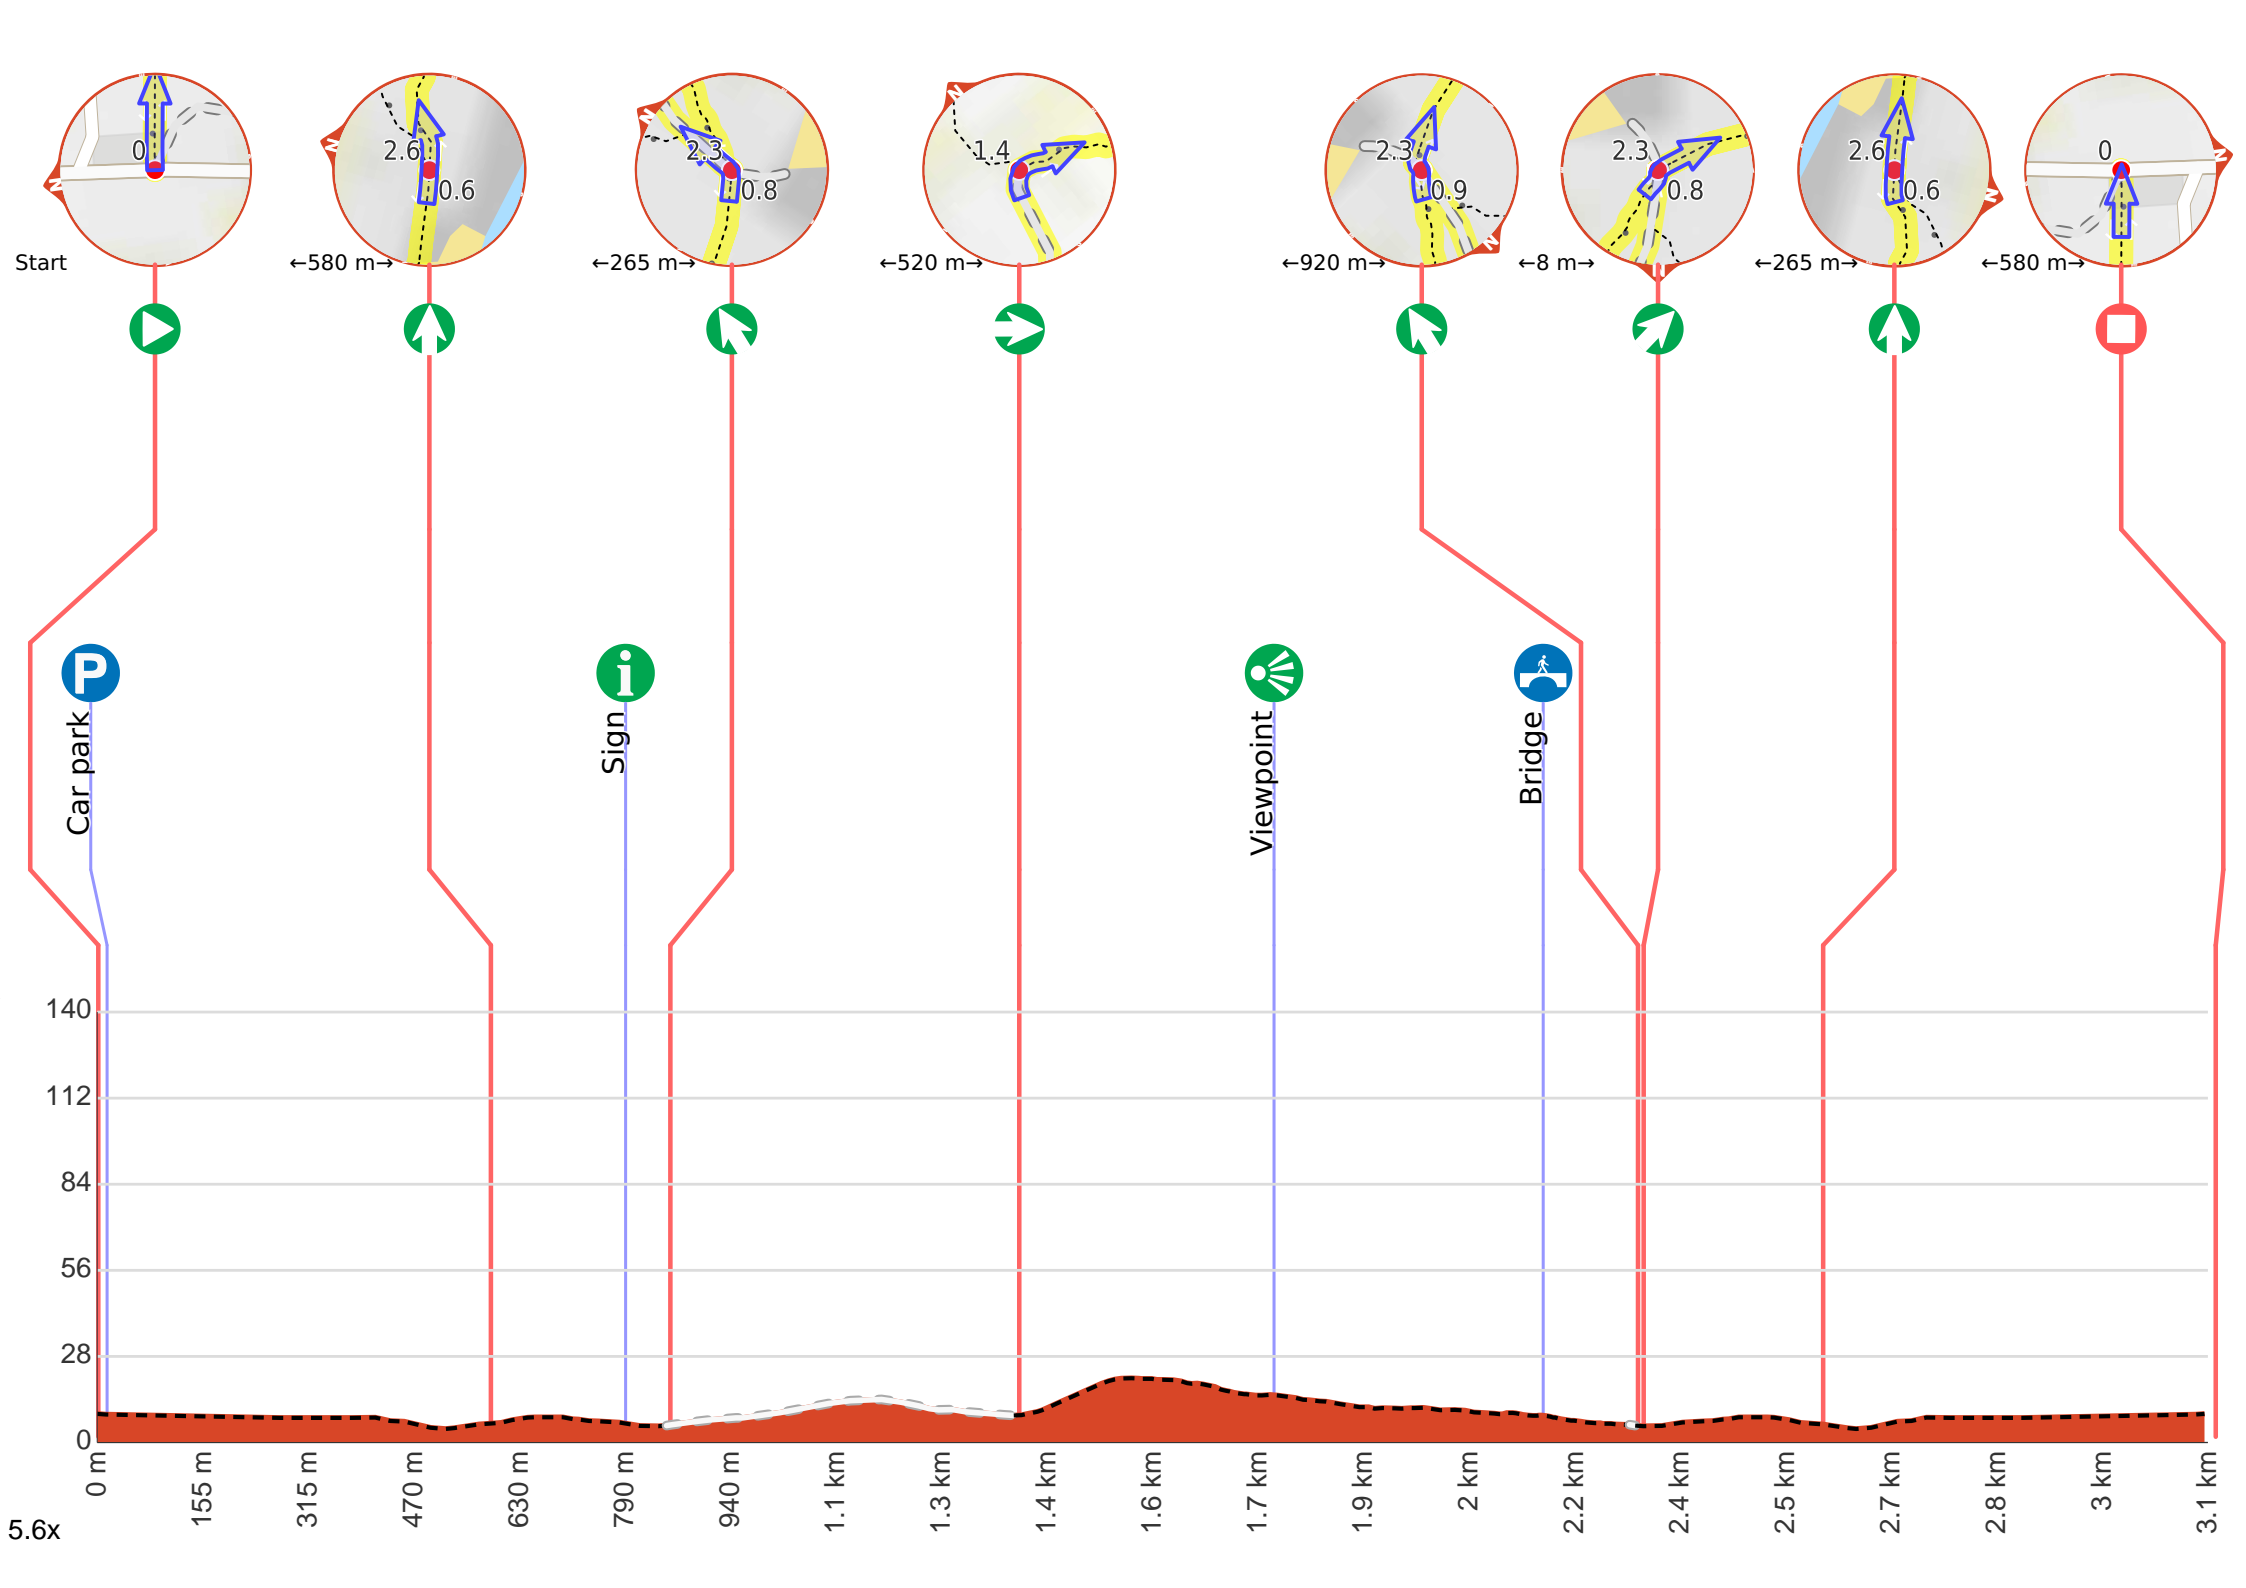 N
0
N
2.6
0.6
N
2.3
0.8
N
1.4
2.3
0.9
N
2.3
0.8
N
2.6
0.6
N
0
N
Start
←580 m→
←265 m→
←520 m→
←920 m→
←8 m→
←265 m→
←580 m→
P
Car park
i
Sign
Viewpoint
Bridge
140
112
84
56
28
0
0 m
155 m
315 m
470 m
630 m
790 m
940 m
1.1 km
1.3 km
1.4 km
1.6 km
1.7 km
1.9 km
2 km
2.2 km
2.4 km
2.5 km
2.7 km
2.8 km
3 km
3.1 km
5.6x